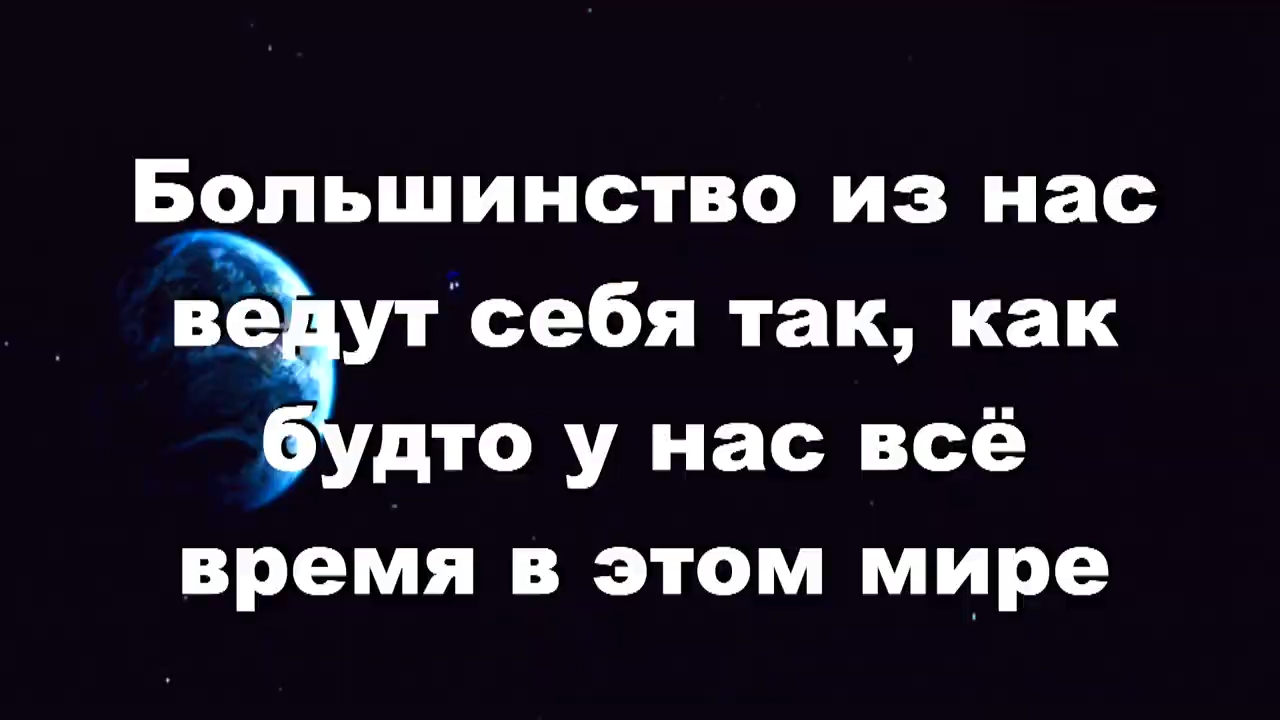 Большинство из нас
ведут себя так, как
будто у нас всё
время в этом мире